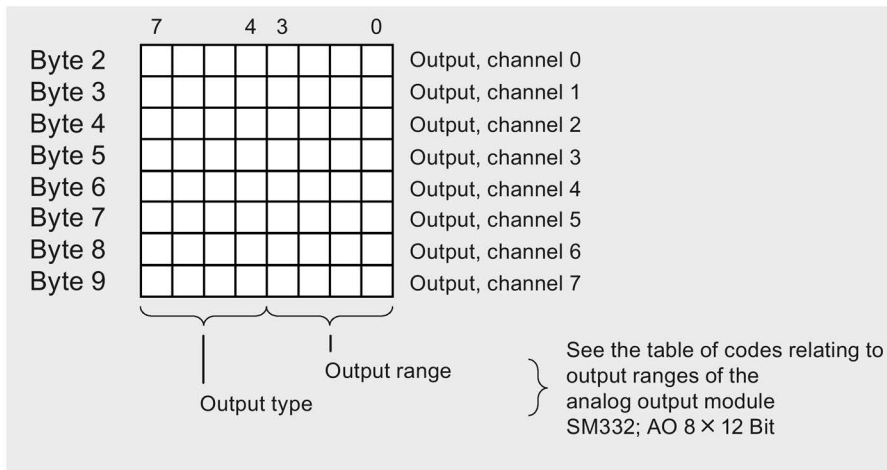 7 4 3 0
Byte 2 Output, channel 0
Byte 3 Output, channel 1
Byte 4 Output, channel 2
Byte 5 Output, channel 3
Byte 6 Output, channel 4
Byte 7 Output, channel 5
Byte 8 Output, channel 6
Byte 9 Output, channel 7
Output range
Output type
See the table of codes relating to
output ranges of the
analog output module
SM332; AO 8 × 12 Bit